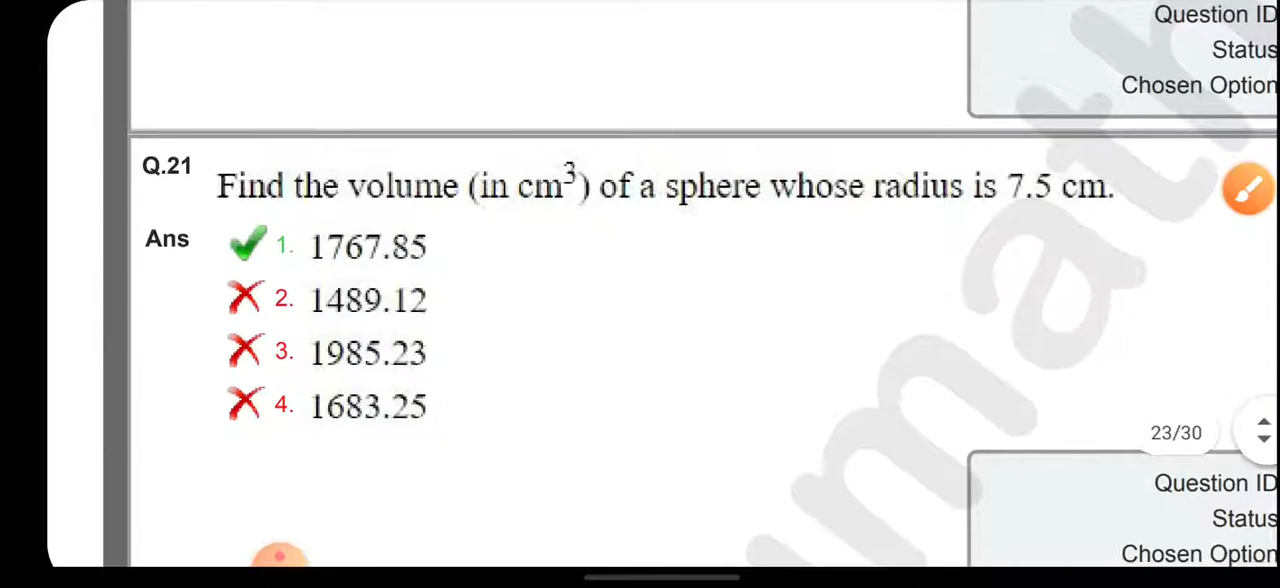 Question ID
Status
Chosen Option
Q.21 Find the volume (in cm³) of a sphere whose radius is 7.5 cm.
Ans 1. 1767.85
2. 1489.12
3. 1985.23
4. 1683.25
23/30
Question ID
Status
Chosen Option
math